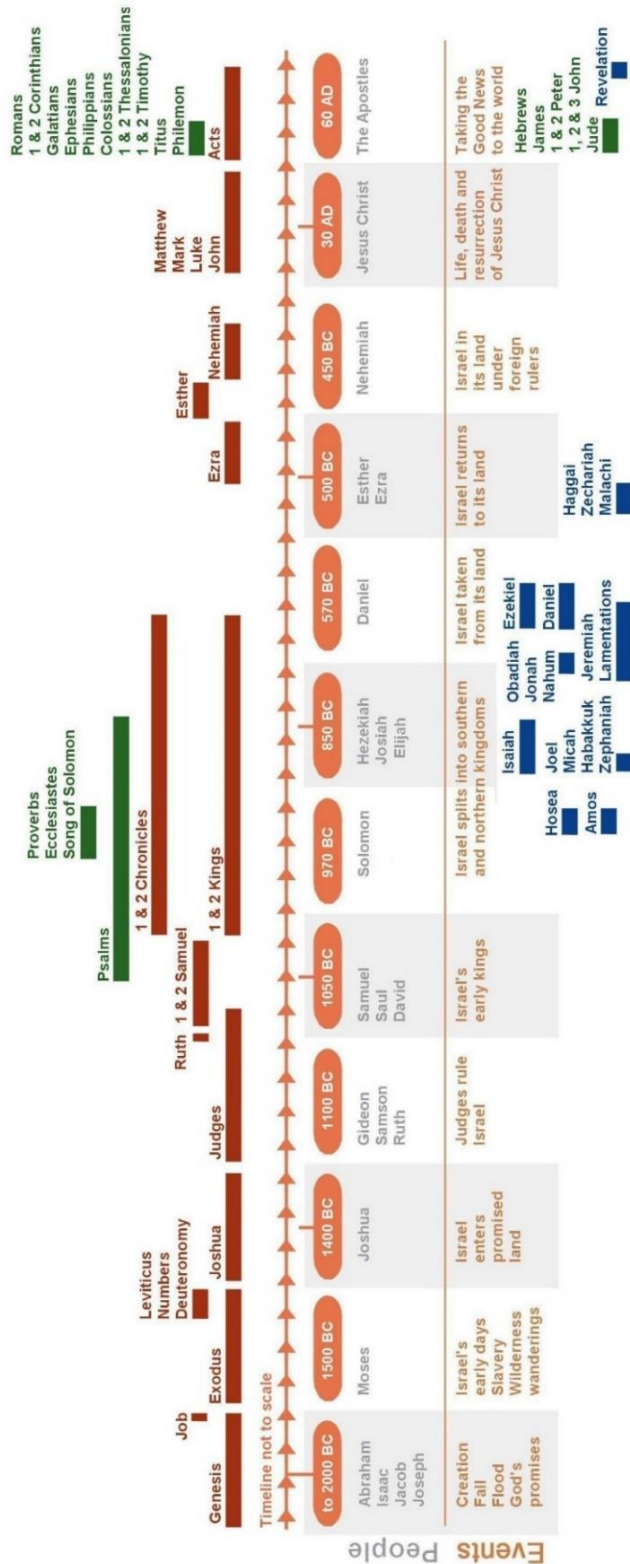 Proverbs
Ecclesiastes
Song of Solomon
Romans
1 & 2 Corinthians
Galatians
Ephesians
Philippians
Colossians
1 & 2 Thessalonians
1 & 2 Timothy
Titus
Philemon
Psalms
1 & 2 Chronicles
Job
Leviticus
Numbers
Deuteronomy
Ruth
1 & 2 Samuel
Esther
Matthew
Mark
Luke
John
Genesis
Exodus
Joshua
Judges
1 & 2 Kings
Ezra
Nehemiah
Acts
Timeline not to scale
to 2000 BC
1500 BC
1400 BC
1100 BC
1050 BC
970 BC
850 BC
570 BC
500 BC
450 BC
30 AD
60 AD
People
Abraham
Isaac
Jacob
Joseph
Moses
Joshua
Gideon
Samson
Ruth
Samuel
Saul
David
Solomon
Hezekiah
Josiah
Elijah
Daniel
Esther
Ezra
Nehemiah
Jesus Christ
The Apostles
Events
Creation
Fall
Flood
God's
promises
Israel's
early days
Slavery
Wilderness
wanderings
Israel
enters
promised
land
Judges rule
Israel
Israel's
early kings
Israel splits into southern
and northern kingdoms
Israel taken
from its land
Israel returns
to its land
Israel in
its land
under
foreign
rulers
Life, death and
resurrection
of Jesus Christ
Taking the
Good News
to the world
Hosea
Amos
Isaiah
Joel
Micah
Habakkuk
Zephaniah
Obadiah
Jonah
Nahum
Jeremiah
Lamentations
Ezekiel
Daniel
Haggai
Zechariah
Malachi
Hebrews
James
1 & 2 Peter
1, 2 & 3 John
Jude
Revelation